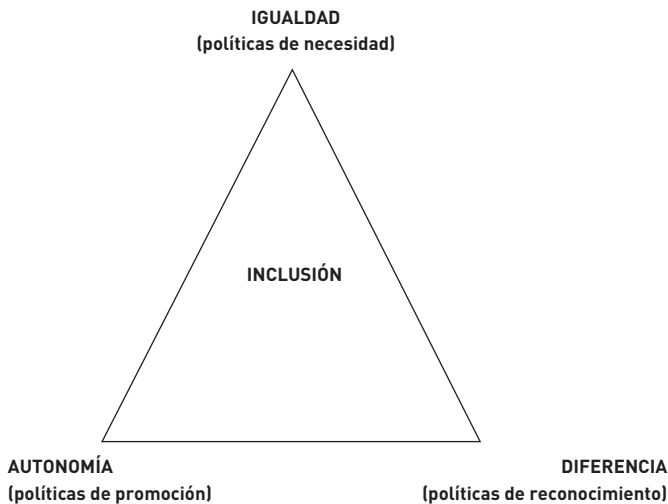 IGUALDAD
(políticas de necesidad)
INCLUSIÓN
AUTONOMÍA
(políticas de promoción)
DIFERENCIA
(políticas de reconocimiento)